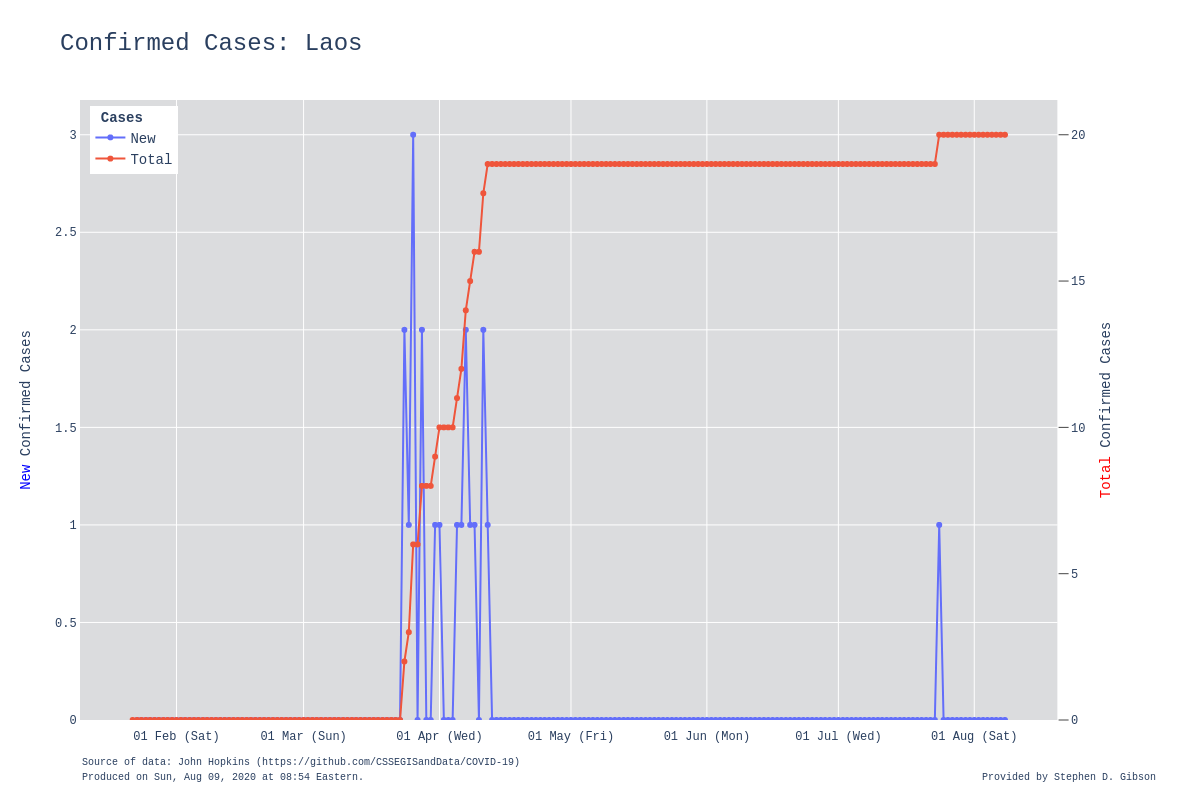 Confirmed Cases: Laos
Cases
New
Total
3
2.5
2
1.5
1
0.5
0
New Confirmed Cases
20
15
10
5
0
Total Confirmed Cases
01 Feb (Sat)
01 Mar (Sun)
01 Apr (Wed)
01 May (Fri)
01 Jun (Mon)
01 Jul (Wed)
01 Aug (Sat)
Source of data: John Hopkins (https://github.com/CSSEGISandData/COVID-19)
Produced on Sun, Aug 09, 2020 at 08:54 Eastern.
Provided by Stephen D. Gibson